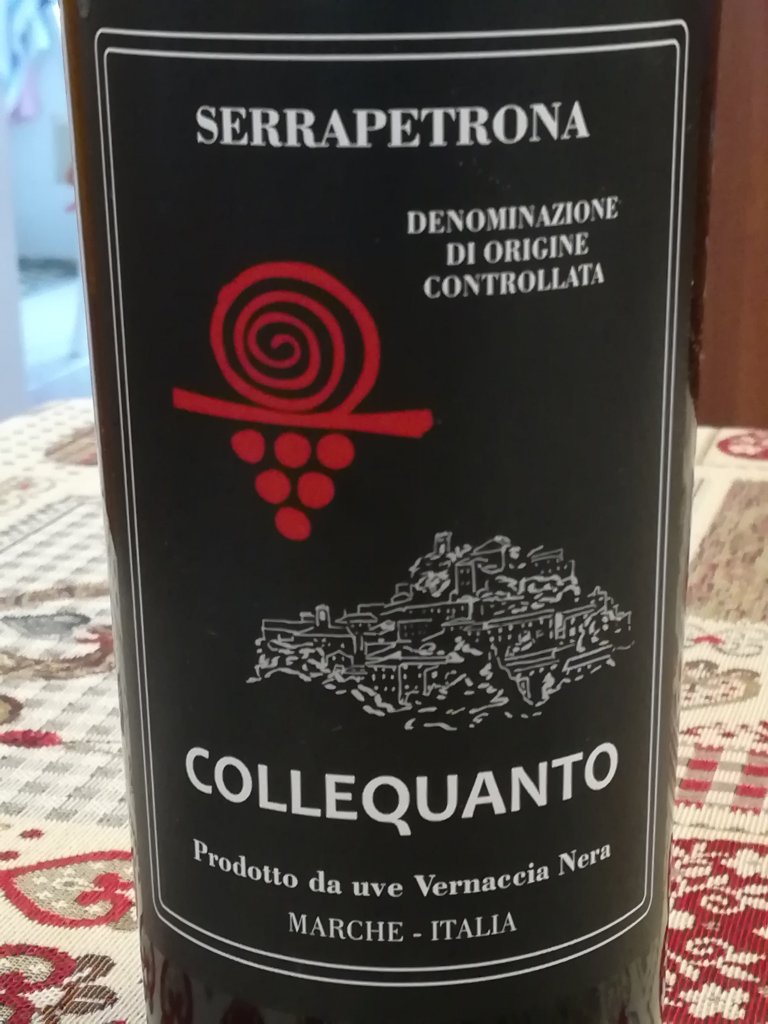 SERRAPETRONA
DENOMINAZIONE
DI ORIGINE
CONTROLLATA
COLLEQUANTO
Prodotto da uve Vernaccia Nera
MARCHE - ITALIA